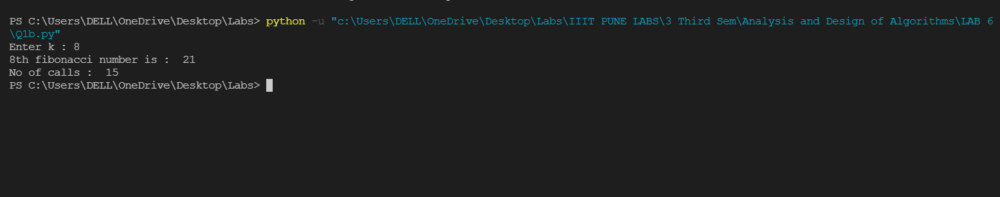 PS C:\Users\DELL\OneDrive\Desktop\Labs> python -u "c:\Users\DELL\OneDrive\Desktop\Labs\IIIT PUNE LABS\3 Third Sem\Analysis and Design of Algorithms\LAB 6
\Q1b.py"
Enter k : 8
8th fibonacci number is :  21
No of calls :  15
PS C:\Users\DELL\OneDrive\Desktop\Labs>